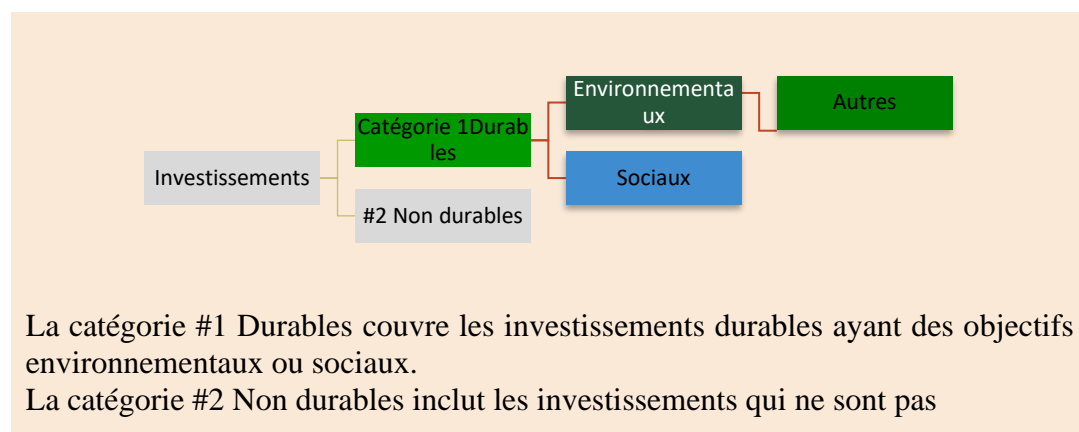 Environnementa
ux
Autres
Catégorie 1Durab
les
Investissements
Sociaux
#2 Non durables
La catégorie #1 Durables couvre les investissements durables ayant des objectifs
environnementaux ou sociaux.
La catégorie #2 Non durables inclut les investissements qui ne sont pas